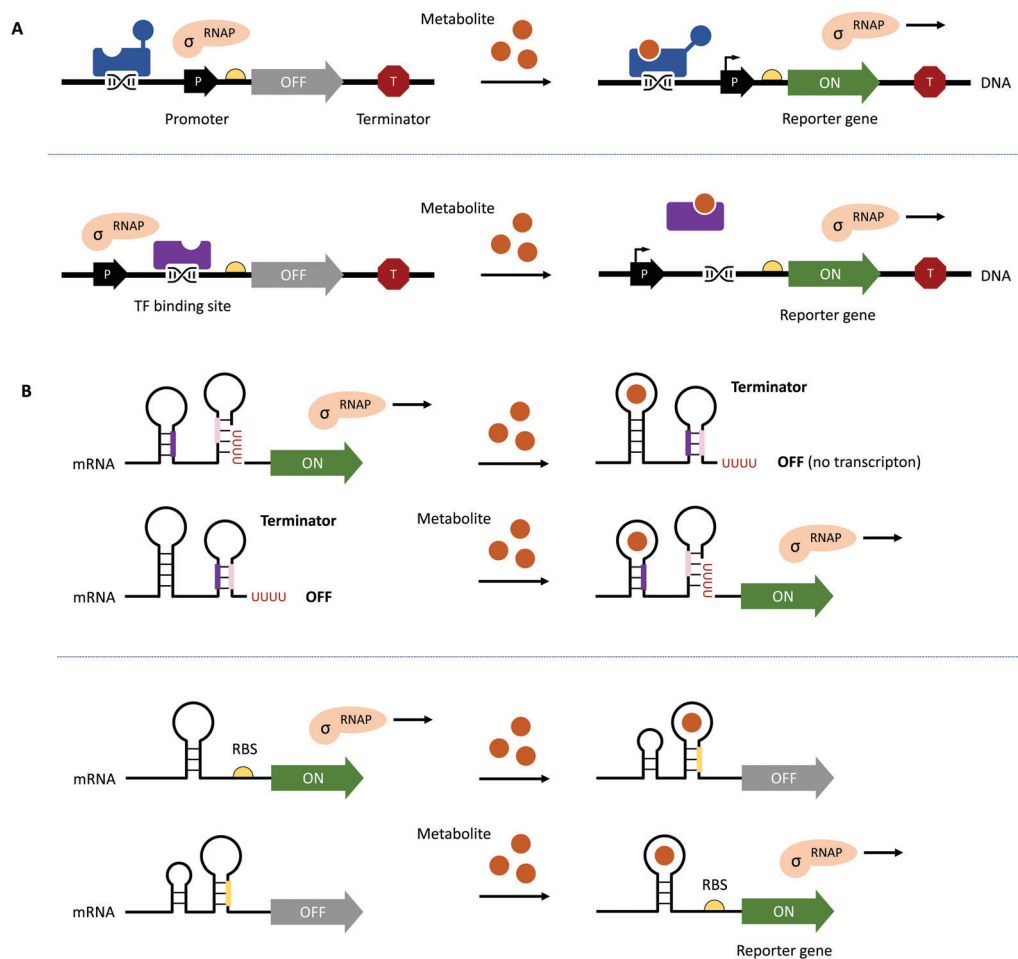 A
σ RNAP
Metabolite
σ RNAP
P
OFF
T
P
ON
T
DNA
Promoter
Terminator
Reporter gene
σ RNAP
Metabolite
σ RNAP
P
OFF
T
P
ON
T
DNA
TF binding site
Reporter gene
B
σ RNAP
Terminator
UUUU
mRNA
ON
UUUU
OFF (no transcripton)
Terminator
Metabolite
σ RNAP
UUUU
mRNA
UUUU
OFF
ON
σ RNAP
RBS
mRNA
ON
OFF
Metabolite
σ RNAP
RBS
mRNA
OFF
ON
Reporter gene